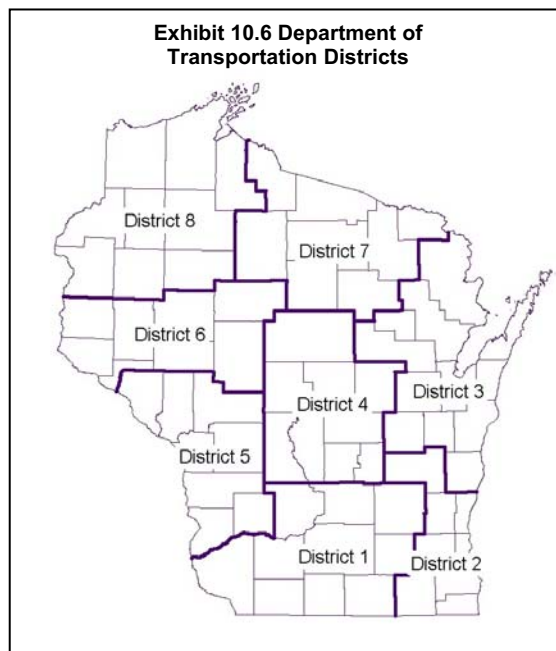 Exhibit 10.6 Department of
Transportation Districts
District 8
District 7
District 6
District 3
District 4
District 5
District 1
District 2